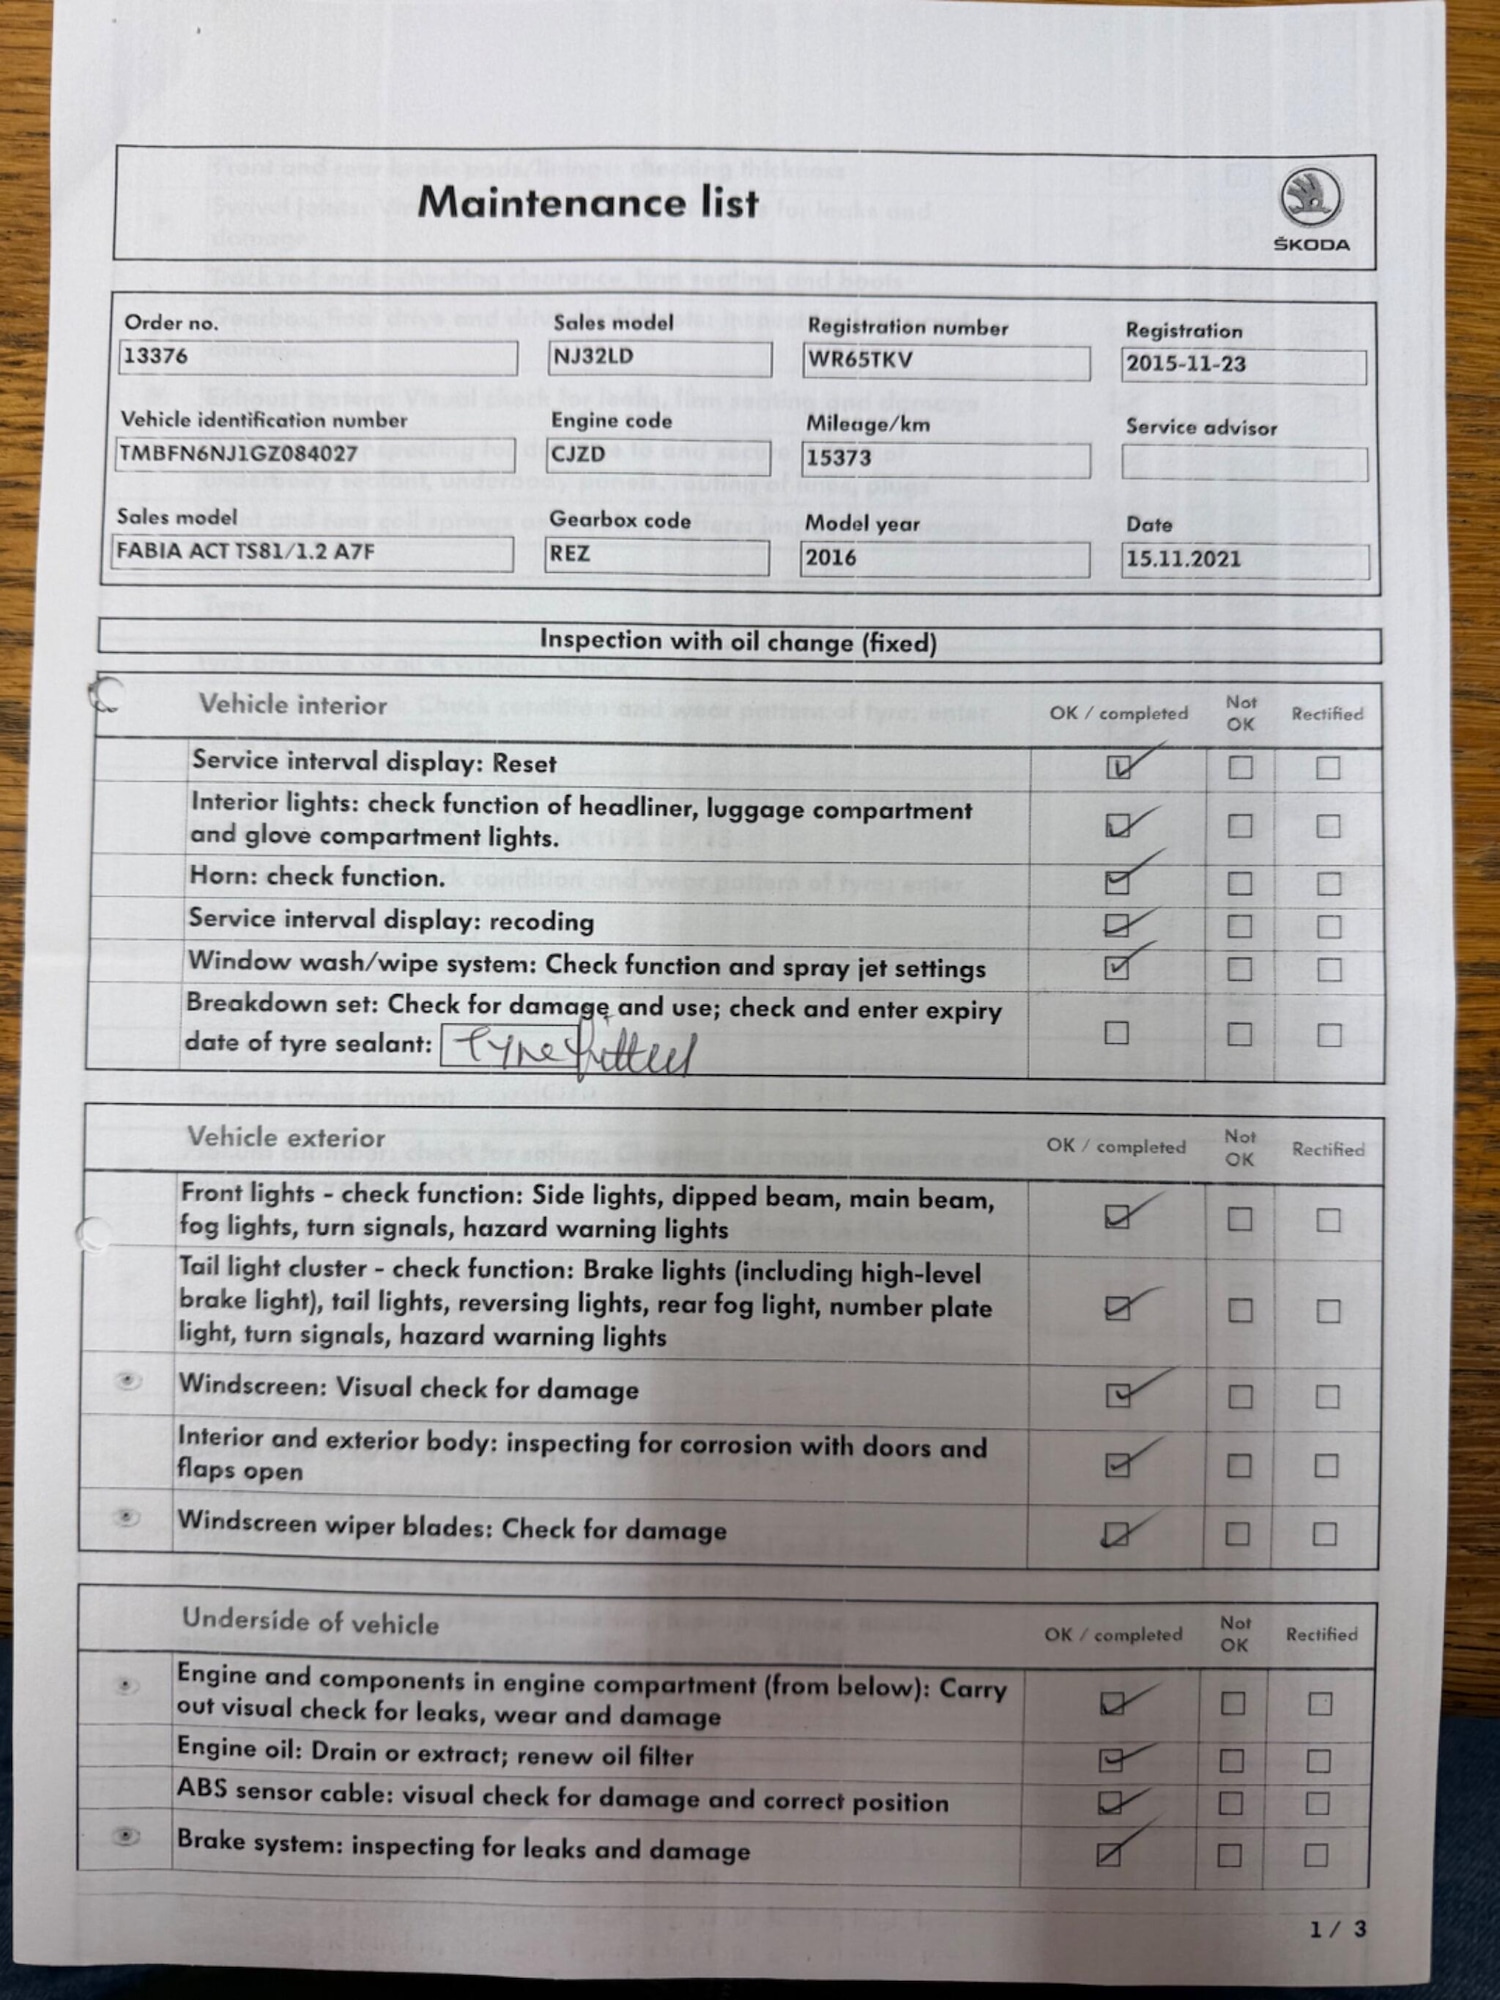 Maintenance list
ŠKODA
Order no. Sales model Registration number Registration
13376 NJ32LD WR65TKV 2015-11-23
Vehicle identification number Engine code Mileage/km Service advisor
TMBFN6NJ1GZ084027 CJZD 15373
Sales model Gearbox code Model year Date
FABIA ACT TS81/1.2 A7F REZ 2016 15.11.2021
Inspection with oil change (fixed)
Vehicle interior OK / completed Not OK Rectified
Service interval display: Reset
Interior lights: check function of headliner, luggage compartment
and glove compartment lights.
Horn: check function.
Service interval display: recoding
Window wash/wipe system: Check function and spray jet settings
Breakdown set: Check for damage and use; check and enter expiry
date of tyre sealant: Tyre fitted
Vehicle exterior OK / completed Not OK Rectified
Front lights - check function: Side lights, dipped beam, main beam,
fog lights, turn signals, hazard warning lights
Tail light cluster - check function: Brake lights (including high-level
brake light), tail lights, reversing lights, rear fog light, number plate
light, turn signals, hazard warning lights
Windscreen: Visual check for damage
Interior and exterior body: inspecting for corrosion with doors and
flaps open
Windscreen wiper blades: Check for damage
Underside of vehicle OK / completed Not OK Rectified
Engine and components in engine compartment (from below): Carry
out visual check for leaks, wear and damage
Engine oil: Drain or extract; renew oil filter
ABS sensor cable: visual check for damage and correct position
Brake system: inspecting for leaks and damage
1 / 3